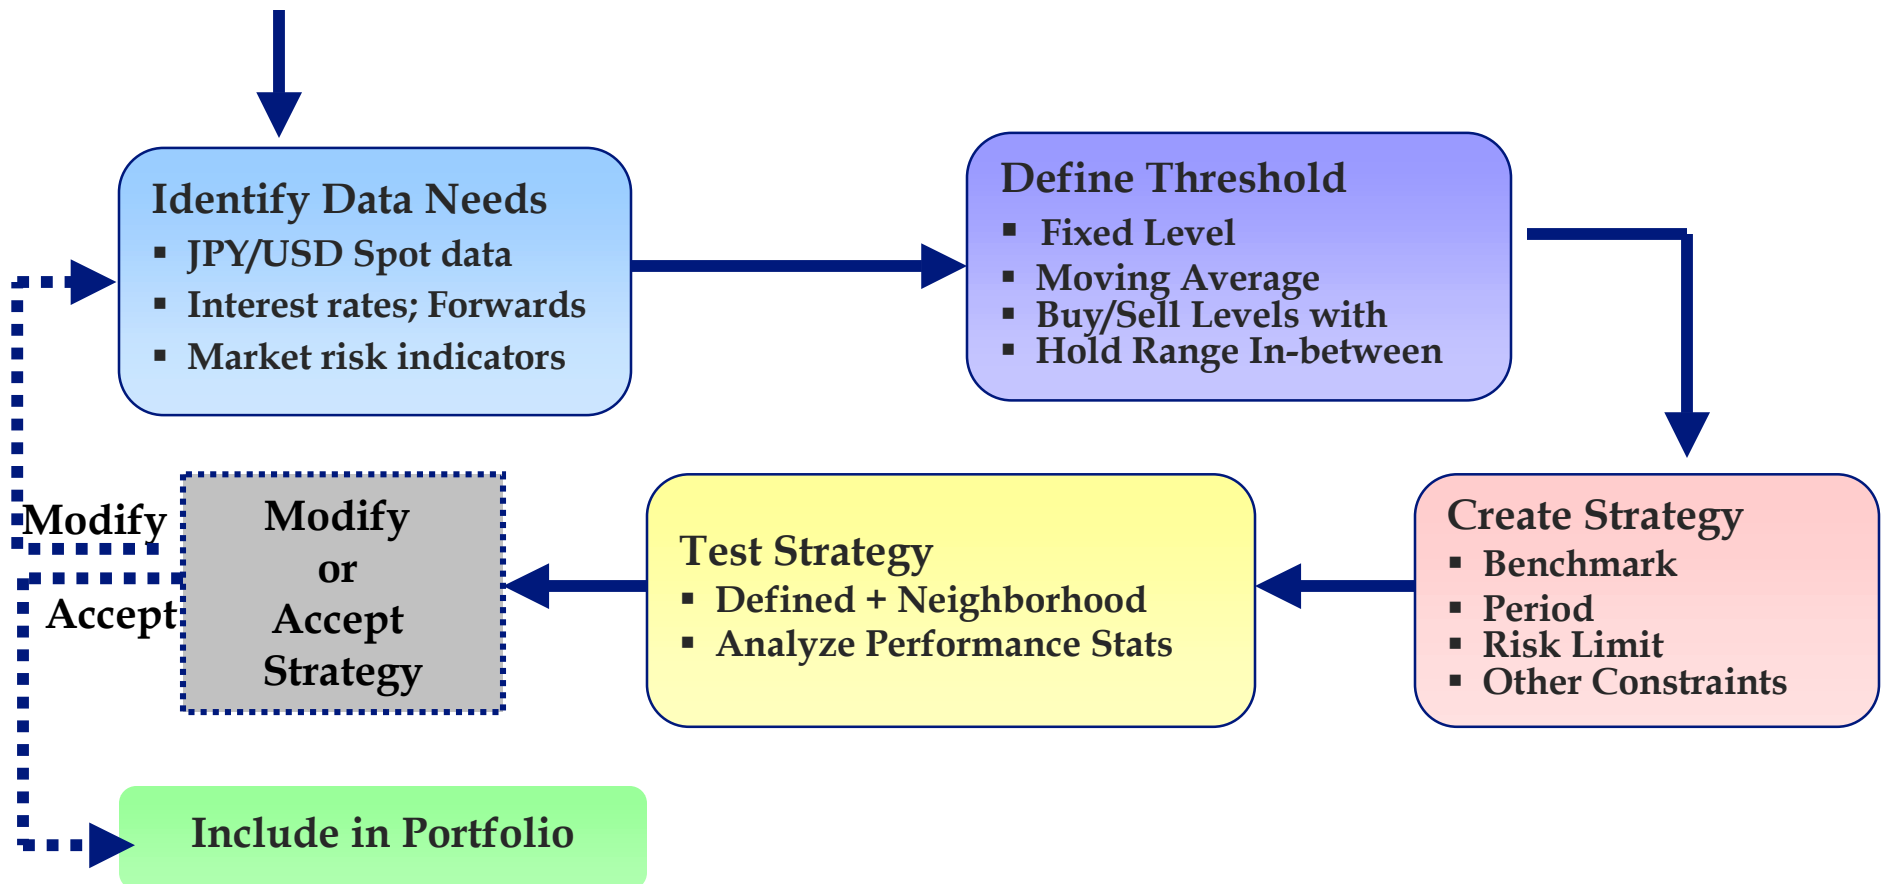 Identify Data Needs
▪ JPY/USD Spot data
▪ Interest rates; Forwards
▪ Market risk indicators
Define Threshold
▪ Fixed Level
▪ Moving Average
▪ Buy/Sell Levels with
▪ Hold Range In-between
Create Strategy
▪ Benchmark
▪ Period
▪ Risk Limit
▪ Other Constraints
Test Strategy
▪ Defined + Neighborhood
▪ Analyze Performance Stats
Modify
or
Accept
Strategy
Modify
Accept
Include in Portfolio